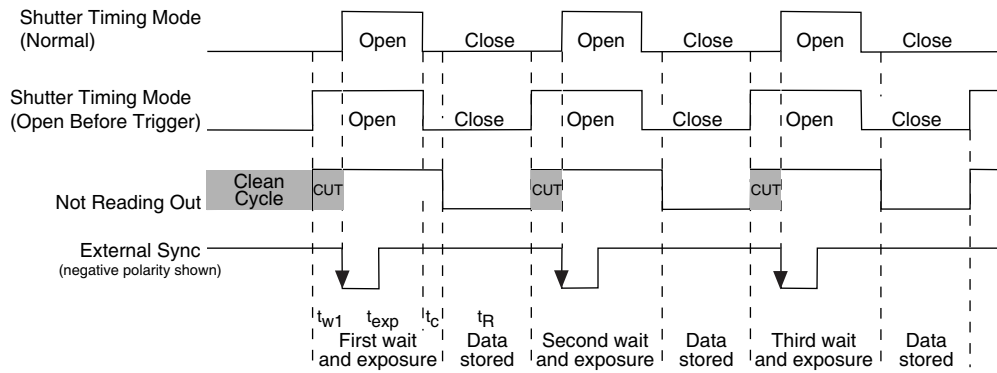 Shutter Timing Mode
(Normal)
Open Close Open Close Open Close
Shutter Timing Mode
(Open Before Trigger)
Open Close Open Close Open Close
Clean
Cycle
CUT CUT CUT
Not Reading Out
External Sync
(negative polarity shown)
tw1 texp tc tR
First wait Data Second wait Data Third wait Data
and exposure stored and exposure stored and exposure stored